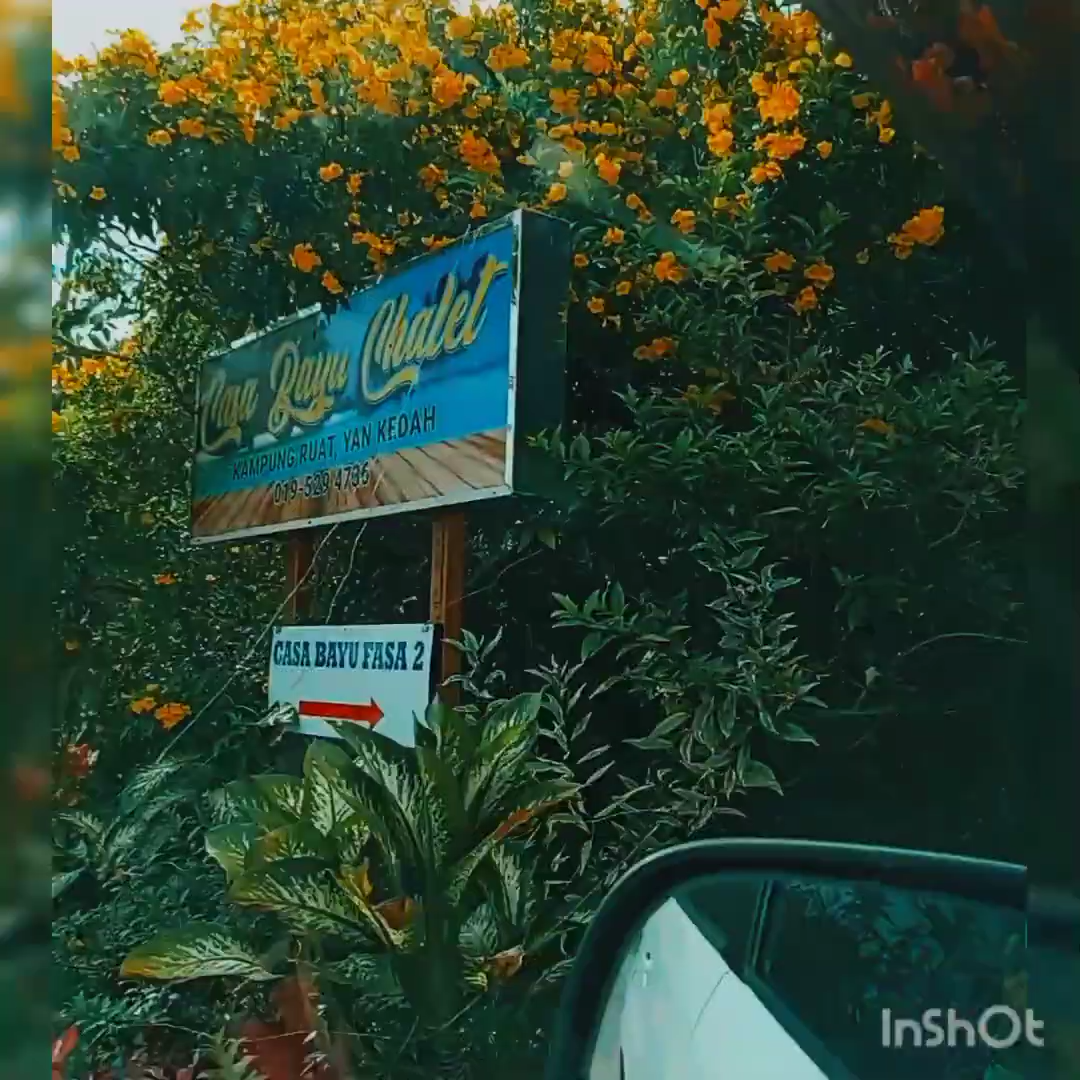 Casa Bayu Chalet
KAMPUNG RUAT, YAN KEDAH
019-529 4736
CASA BAYU FASA 2
InShOt